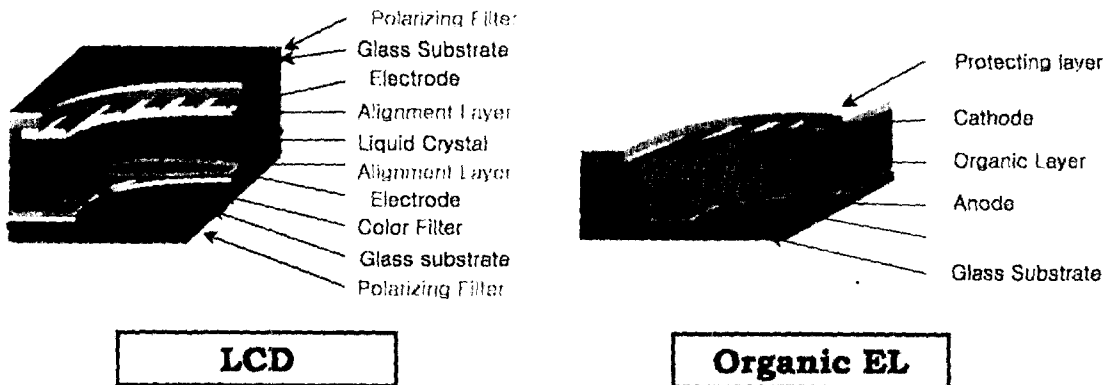 Polarizing Filter
Glass Substrate
Electrode
Alignment Layer
Liquid Crystal
Alignment Layer
Electrode
Color Filter
Glass substrate
Polarizing Filter
LCD
Protecting layer
Cathode
Organic Layer
Anode
Glass Substrate
Organic EL